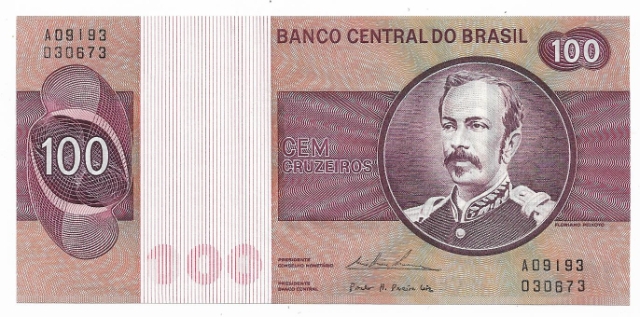 A09193
030673
BANCO CENTRAL DO BRASIL
100
100
CEM
CRUZEIROS
FLORIANO PEIXOTO
100
PRESIDENTE
CONSELHO MONETÁRIO
PRESIDENTE
BANCO CENTRAL
A09193
030673